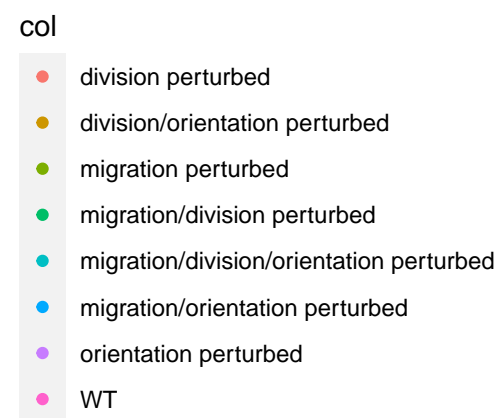 col
division perturbed
division/orientation perturbed
migration perturbed
migration/division perturbed
migration/division/orientation perturbed
migration/orientation perturbed
orientation perturbed
WT